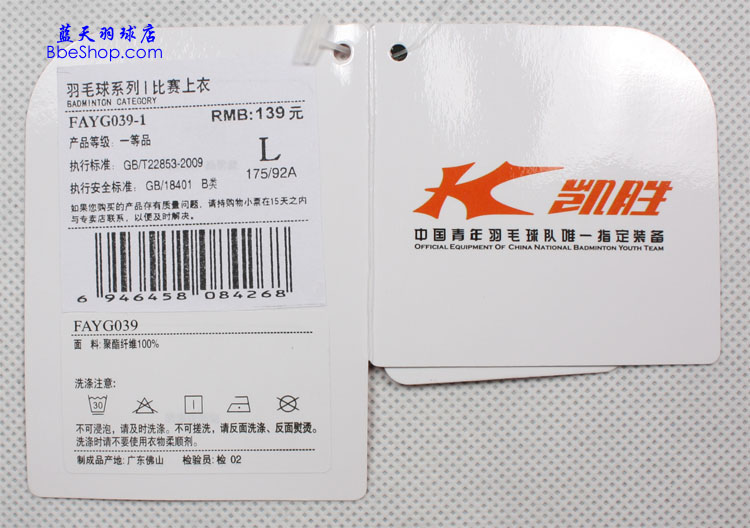 蓝天羽球店
BbeShop.com
羽毛球系列 | 比赛上衣
BADMINTON CATEGORY
FAYG039-1 RMB: 139 元
产品等级: 一等品
执行标准: GB/T22853-2009
L
175/92A
执行安全标准: GB/18401 B类
如果您购买的产品存有质量问题, 请持购物小票在15天之内
与专卖店联系, 以便及时解决。
6 946458 084268
FAYG039
面 料: 聚酯纤维100%
洗涤注意:
30
不可浸泡, 请及时洗涤。不可搓洗, 请反面洗涤、反面熨烫。
洗涤时请不要使用衣物柔顺剂。
制成品产地: 广东佛山 检验员: 检 02
K 凯胜
中国青年羽毛球队唯一指定装备
OFFICIAL EQUIPMENT OF CHINA NATIONAL BADMINTON YOUTH TEAM